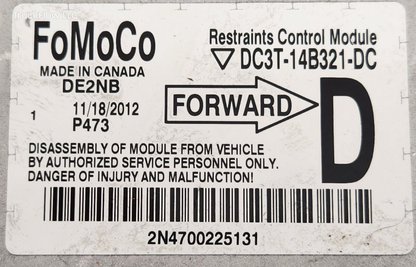 FoMoCo
MADE IN CANADA
DE2NB
1 11/18/2012
P473
Restraints Control Module
DC3T-14B321-DC
FORWARD
D
DISASSEMBLY OF MODULE FROM VEHICLE
BY AUTHORIZED SERVICE PERSONNEL ONLY.
DANGER OF INJURY AND MALFUNCTION!
2N4700225131